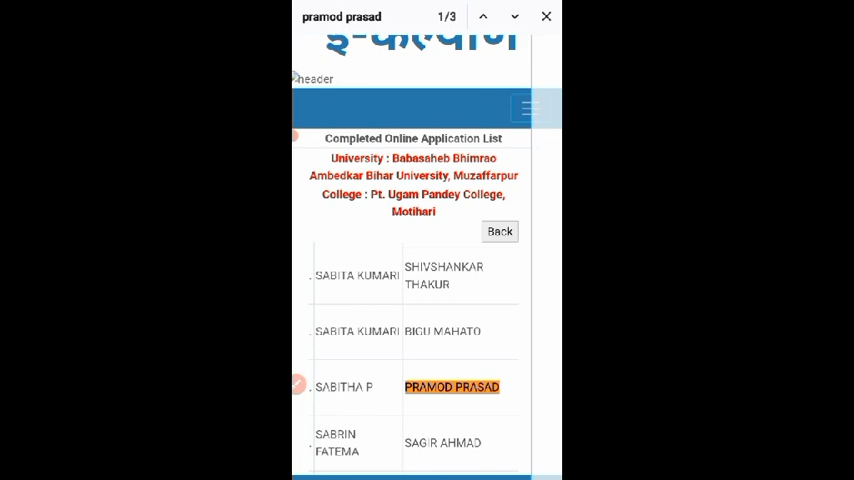 pramod prasad 1/3
ई-कल्याण
header
Completed Online Application List
University : Babasaheb Bhimrao
Ambedkar Bihar University, Muzaffarpur
College : Pt. Ugam Pandey College,
Motihari
Back
. SABITA KUMARI SHIVSHANKAR
THAKUR
. SABITA KUMARI BIGU MAHATO
. SABITHA P PRAMOD PRASAD
. SABRIN
FATEMA SAGIR AHMAD